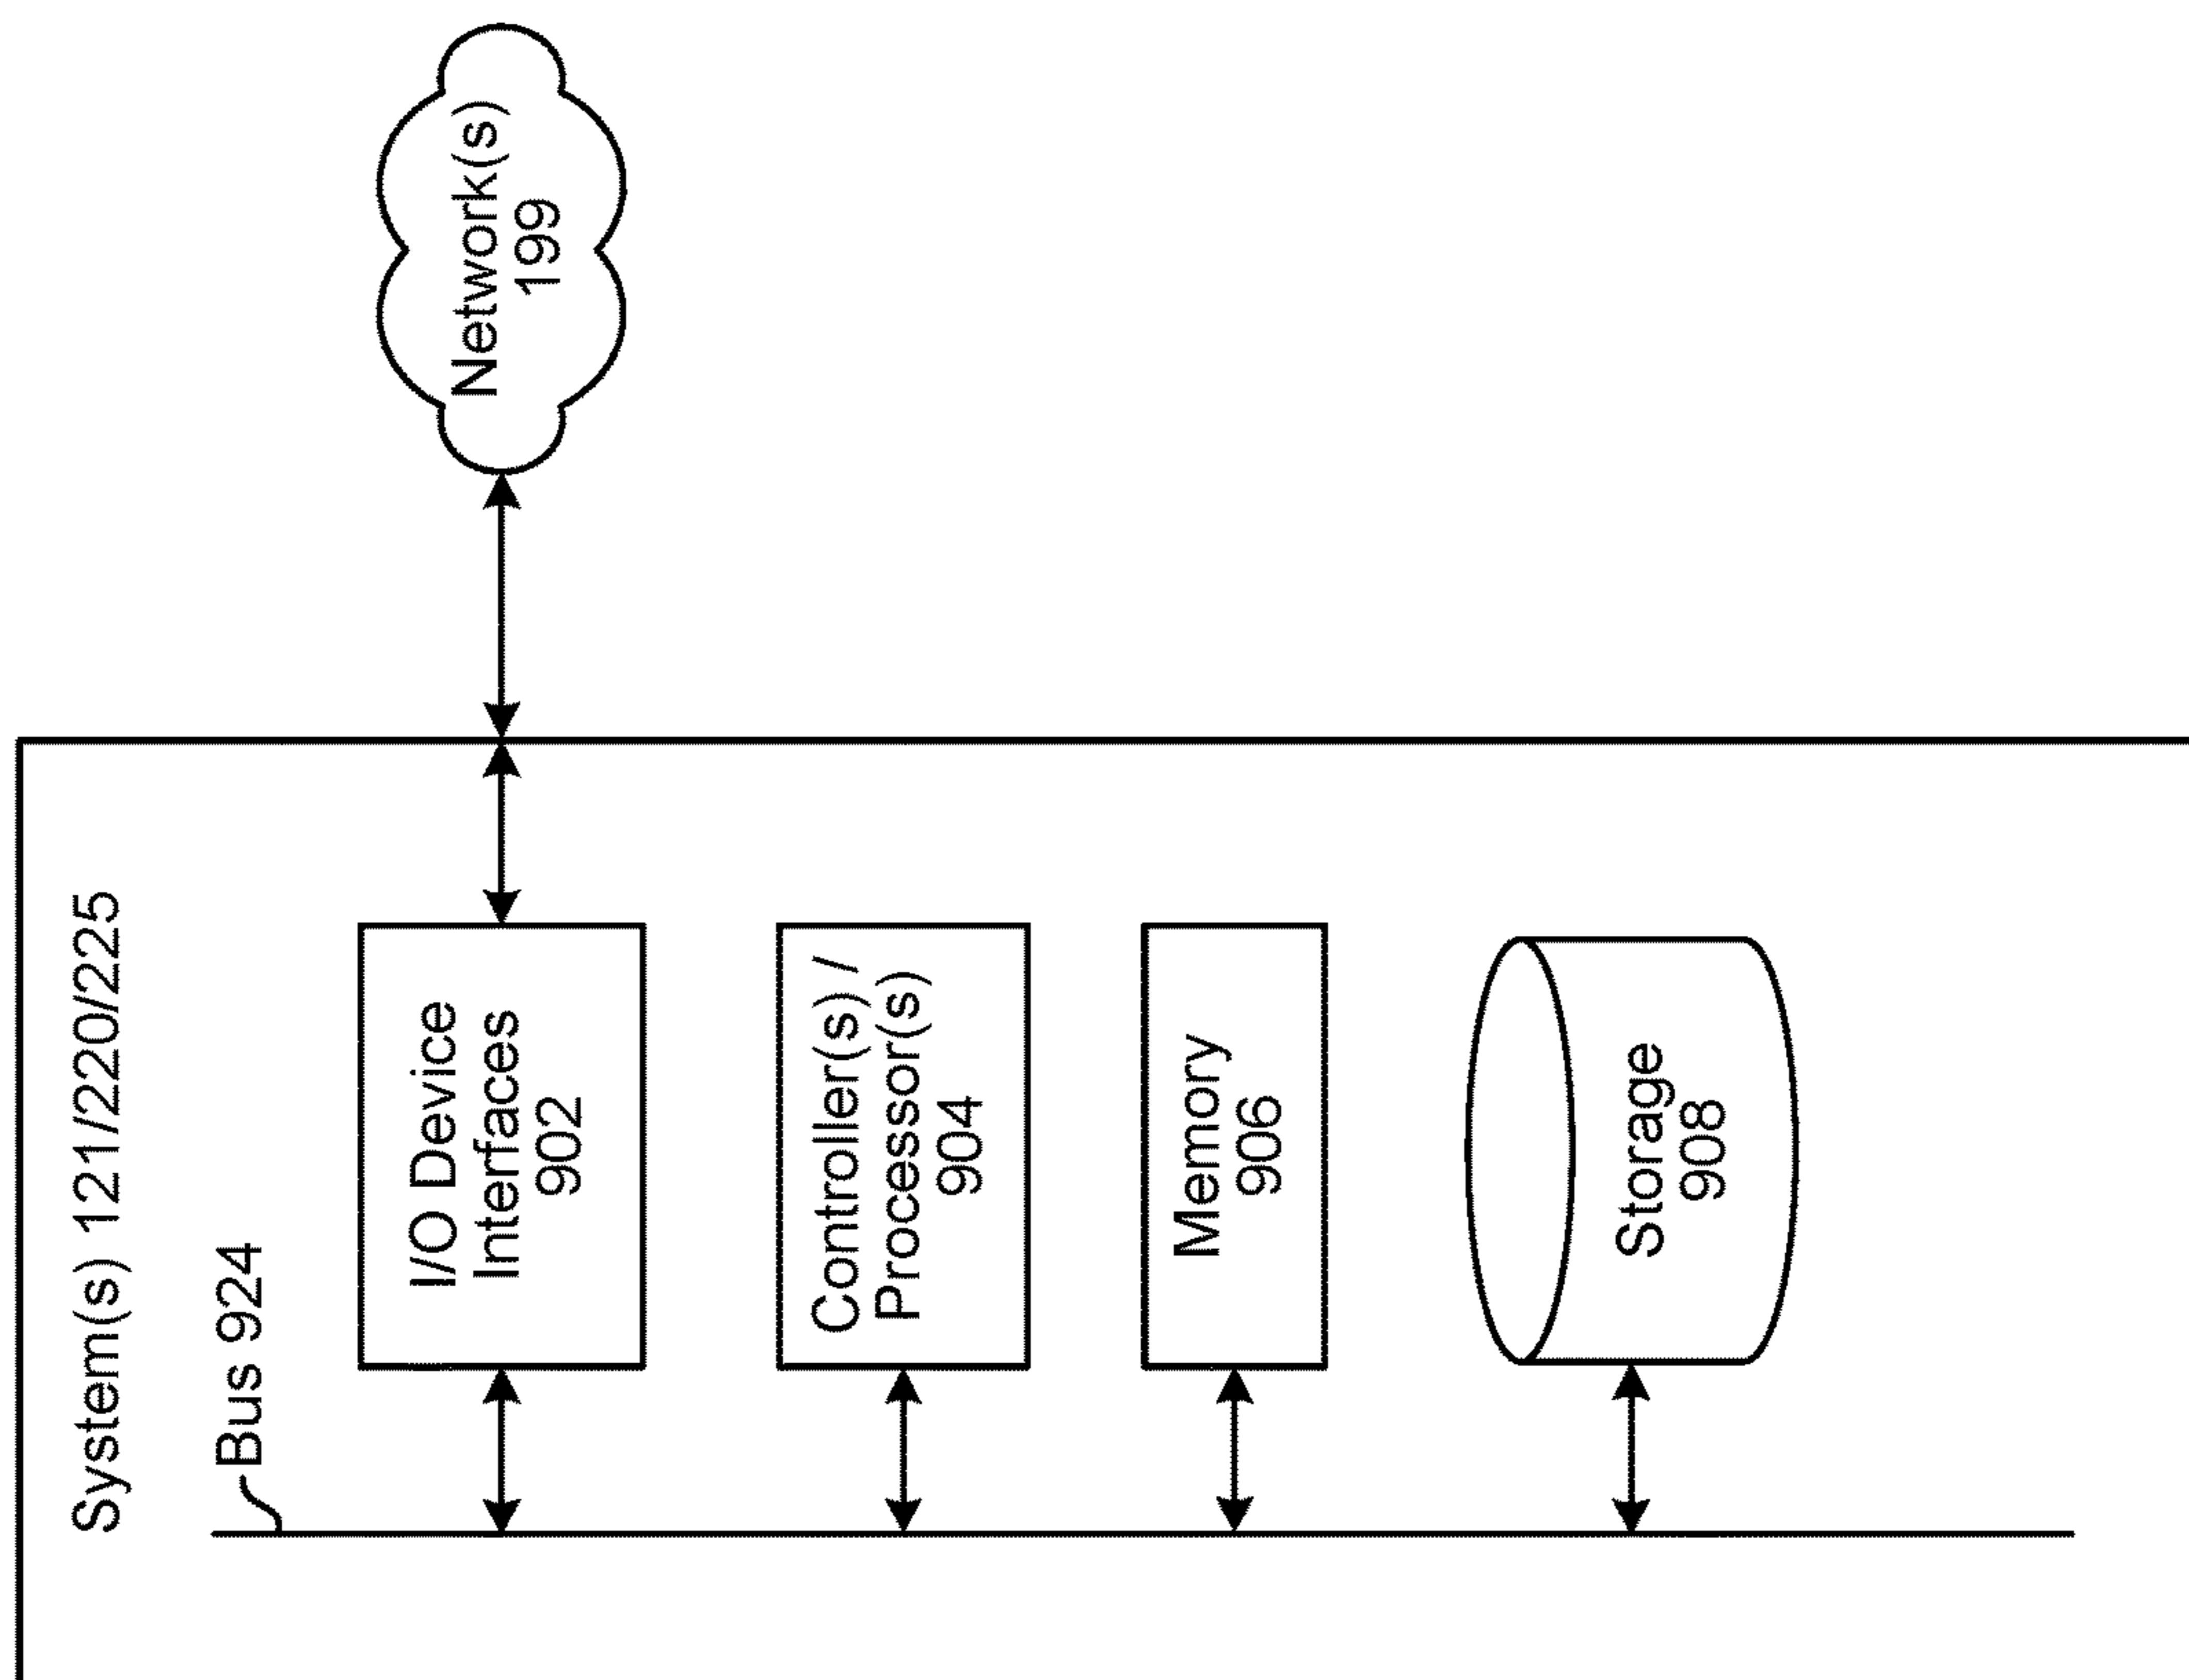 System(s) 121/220/225
Bus 924
I/O Device
Interfaces
902
Network(s)
199
Controller(s) /
Processor(s)
904
Memory
906
Storage
908